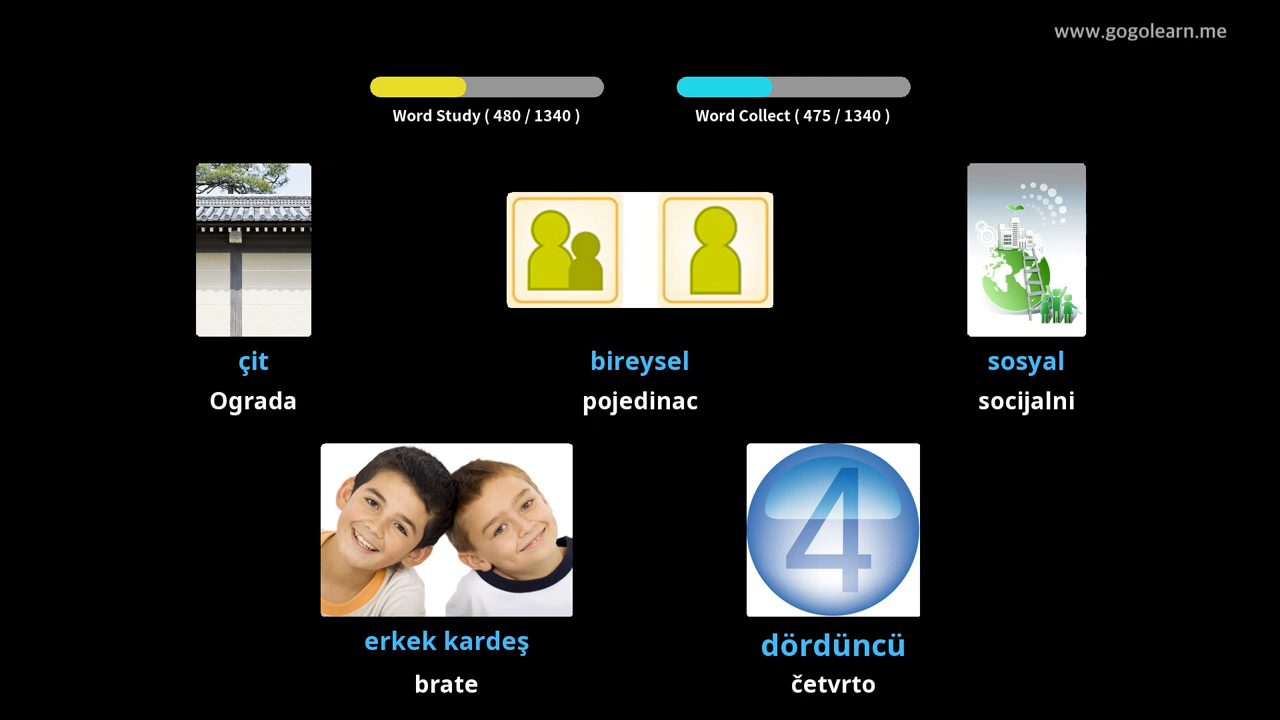 www.gogolearn.me
Word Study ( 480 / 1340 )
Word Collect ( 475 / 1340 )
çit
Ograda
bireysel
pojedinac
sosyal
socijalni
erkek kardeş
brate
4
dördüncü
četvrto